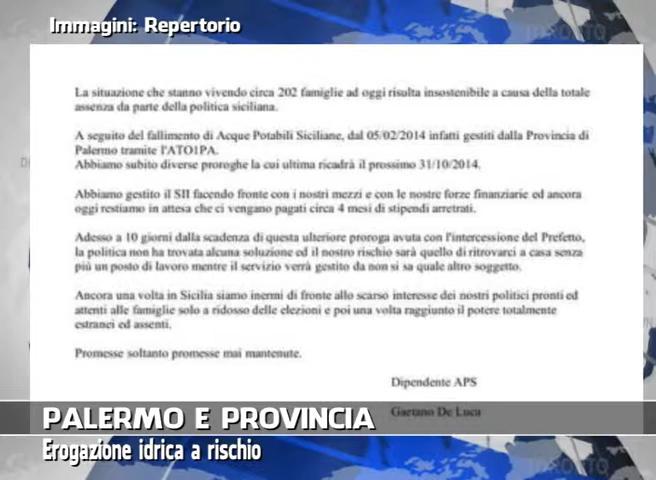 Immagini: Repertorio
La situazione che stanno vivendo circa 202 famiglie ad oggi risulta insostenibile a causa della totale
assenza da parte della politica siciliana.
A seguito del fallimento di Acque Potabili Siciliane, dal 05/02/2014 infatti gestiti dalla Provincia di
Palermo tramite l'ATO1PA.
Abbiamo subito diverse proroghe la cui ultima ricadrà il prossimo 31/10/2014.
Abbiamo gestito il SII facendo fronte con i nostri mezzi e con le nostre forze finanziarie ed ancora
oggi restiamo in attesa che ci vengano pagati circa 4 mesi di stipendi arretrati.
Adesso a 10 giorni dalla scadenza di questa ulteriore proroga avuta con l'intercessione del Prefetto,
la politica non ha trovata alcuna soluzione ed il nostro rischio sarà quello di ritrovarci a casa senza
più un posto di lavoro mentre il servizio verrà gestito da non si sa quale altro soggetto.
Ancora una volta in Sicilia siamo inermi di fronte allo scarso interesse dei nostri politici pronti ed
attenti alle famiglie solo a ridosso delle elezioni e poi una volta raggiunto il potere totalmente
estranei ed assenti.
Promesse soltanto promesse mai mantenute.
Dipendente APS
Gaetano De Luca
PALERMO E PROVINCIA
Erogazione idrica a rischio